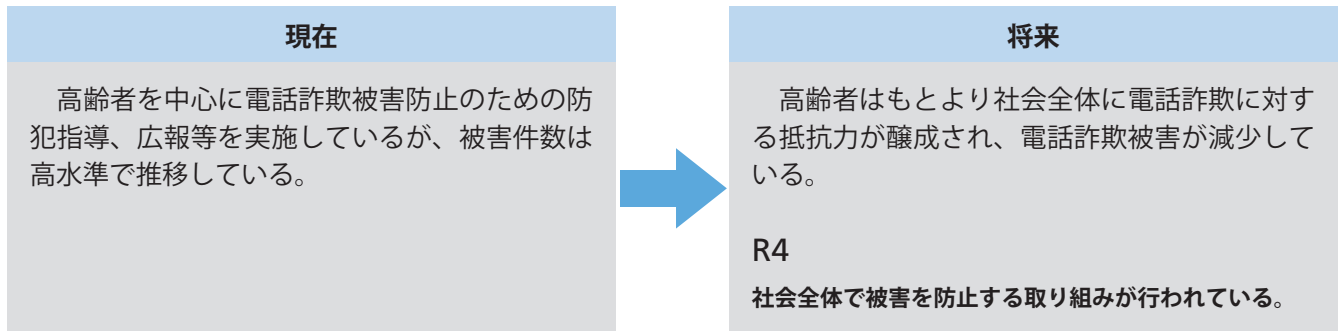 現在
高齢者を中心に電話詐欺被害防止のための防
犯指導、広報等を実施しているが、被害件数は
高水準で推移している。
将来
高齢者はもとより社会全体に電話詐欺に対す
る抵抗力が醸成され、電話詐欺被害が減少して
いる。
R4
社会全体で被害を防止する取り組みが行われている。